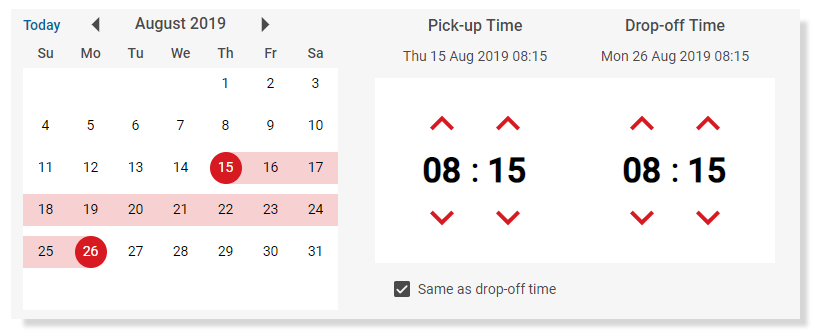 Today August 2019
Su Mo Tu We Th Fr Sa
1 2 3
4 5 6 7 8 9 10
11 12 13 14 15 16 17
18 19 20 21 22 23 24
25 26 27 28 29 30 31
Pick-up Time
Thu 15 Aug 2019 08:15
08 : 15
Drop-off Time
Mon 26 Aug 2019 08:15
08 : 15
Same as drop-off time